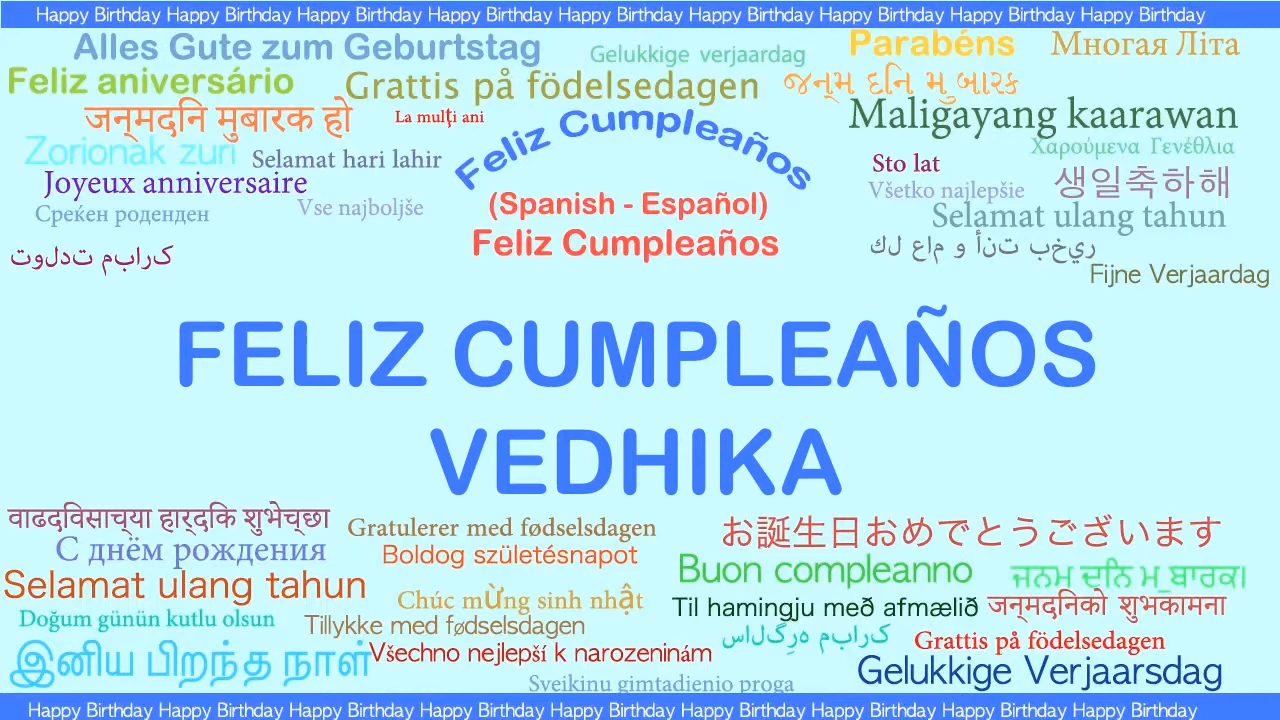 Happy Birthday Happy Birthday Happy Birthday Happy Birthday Happy Birthday Happy Birthday Happy Birthday Happy Birthday Happy Birthday
Alles Gute zum Geburtstag
Gelukkige verjaardag
Parabéns
Многая Літа
Feliz aniversário
Grattis på födelsedagen
જન્મ દિન મુબારક
जन्मदिन मुबारक हो
La mulţi ani
Feliz Cumpleaños
Maligayang kaarawan
Zorionak zuri
Selamat hari lahir
Χαρούμενα Γενέθλια
Sto lat
Joyeux anniversaire
Všetko najlepšie
생일축하해
(Spanish - Español)
Среќен роденден
Vse najboljše
Selamat ulang tahun
Feliz Cumpleaños
تولدت مبارک
كل عام و أنت بخير
Fijne Verjaardag
FELIZ CUMPLEAÑOS
VEDHIKA
वाढदिवसाच्या हार्दिक शुभेच्छा
Gratulerer med fødselsdagen
お誕生日おめでとうございます
С днём рождения
Boldog születésnapot
Buon compleanno
ਜਨਮ ਦਿਨ ਮੁਬਾਰਕ।
Selamat ulang tahun
Chúc mừng sinh nhật
Til hamingju með afmælið
जन्मदिनको शुभकामना
Doğum günün kutlu olsun
Tillykke med fødselsdagen
سالگرہ مبارک
Grattis på födelsedagen
இனிய பிறந்த நாள்
Všechno nejlepší k narozeninám
Gelukkige Verjaarsdag
Sveikinu gimtadienio proga
Happy Birthday Happy Birthday Happy Birthday Happy Birthday Happy Birthday Happy Birthday Happy Birthday Happy Birthday Happy Birthday